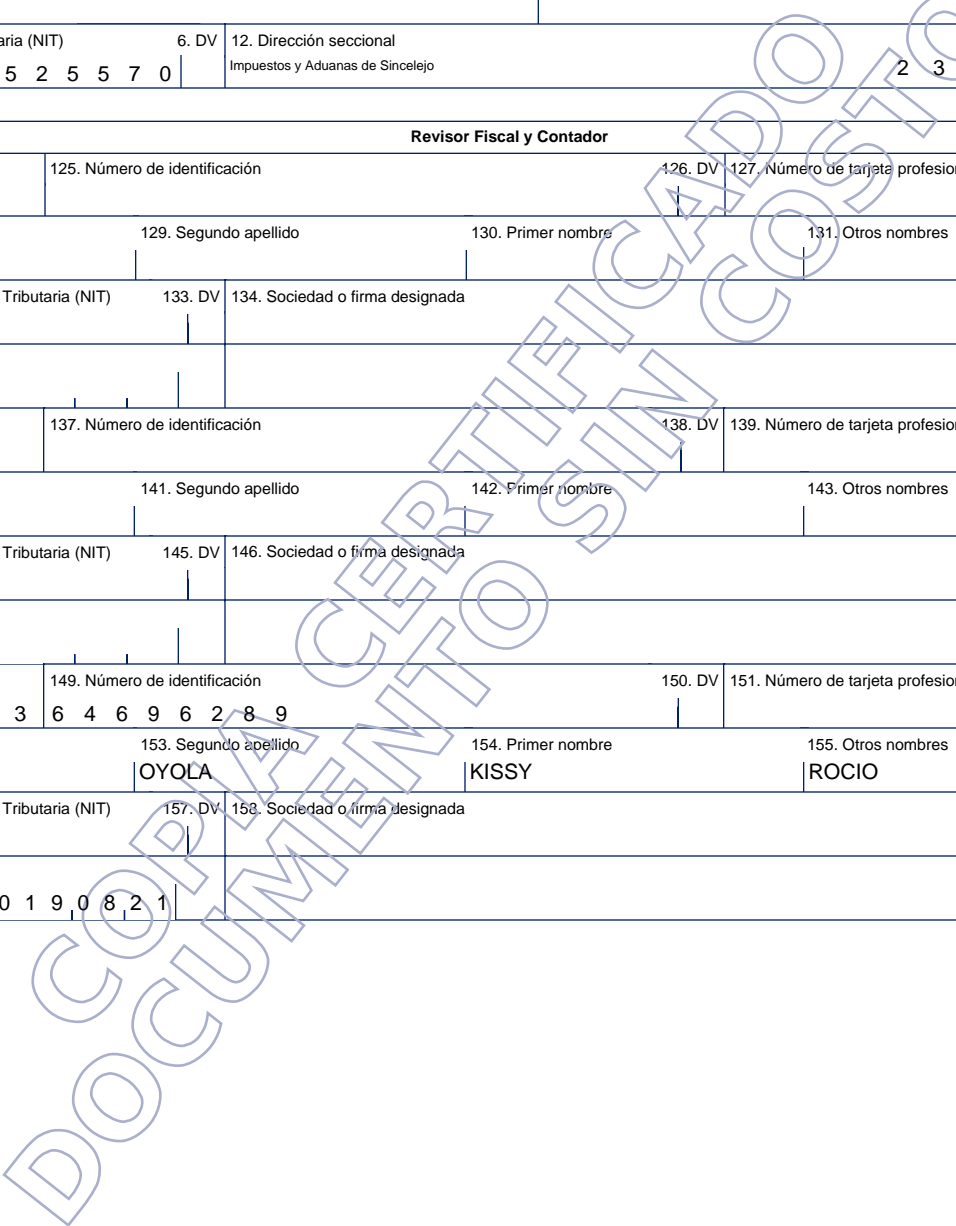 aria (NIT) 6. DV 12. Dirección seccional
5 2 5 5 7 0 Impuestos y Aduanas de Sincelejo 2 3
Revisor Fiscal y Contador
125. Número de identificación 126. DV 127. Número de tarjeta profesion
129. Segundo apellido 130. Primer nombre 131. Otros nombres
Tributaria (NIT) 133. DV 134. Sociedad o firma designada
137. Número de identificación 138. DV 139. Número de tarjeta profesion
141. Segundo apellido 142. Primer nombre 143. Otros nombres
Tributaria (NIT) 145. DV 146. Sociedad o firma designada
149. Número de identificación 150. DV 151. Número de tarjeta profesion
3 6 4 6 9 6 2 8 9
153. Segundo apellido 154. Primer nombre 155. Otros nombres
OYOLA KISSY ROCIO
Tributaria (NIT) 157. DV 158. Sociedad o firma designada
0 1 9 0 8 2 1
COPIA CERTIFICADO
DOCUMENTO SIN COSTO